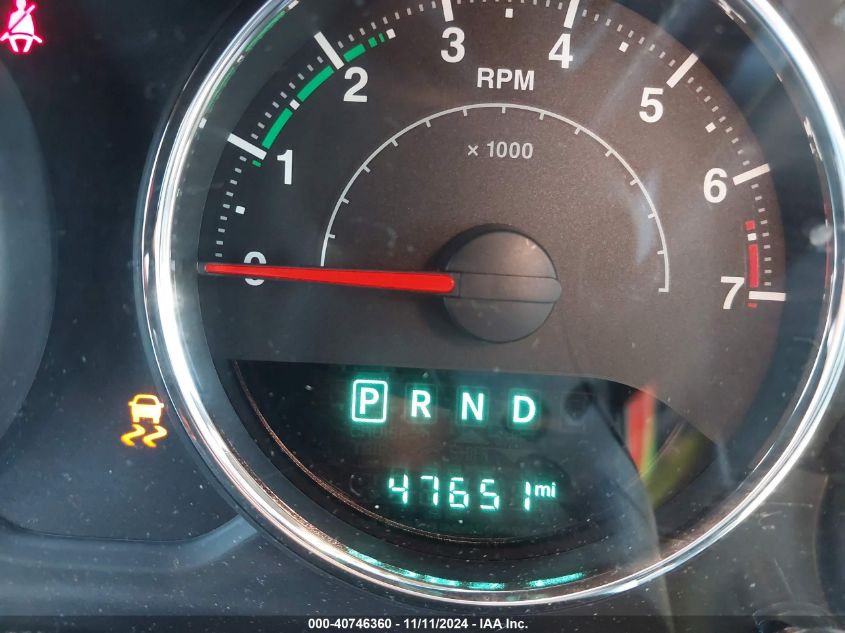 3 4
2 RPM 5
1 × 1000 6
0 7
P R N D
47651 mi
000-40746360 - 11/11/2024 - IAA Inc.